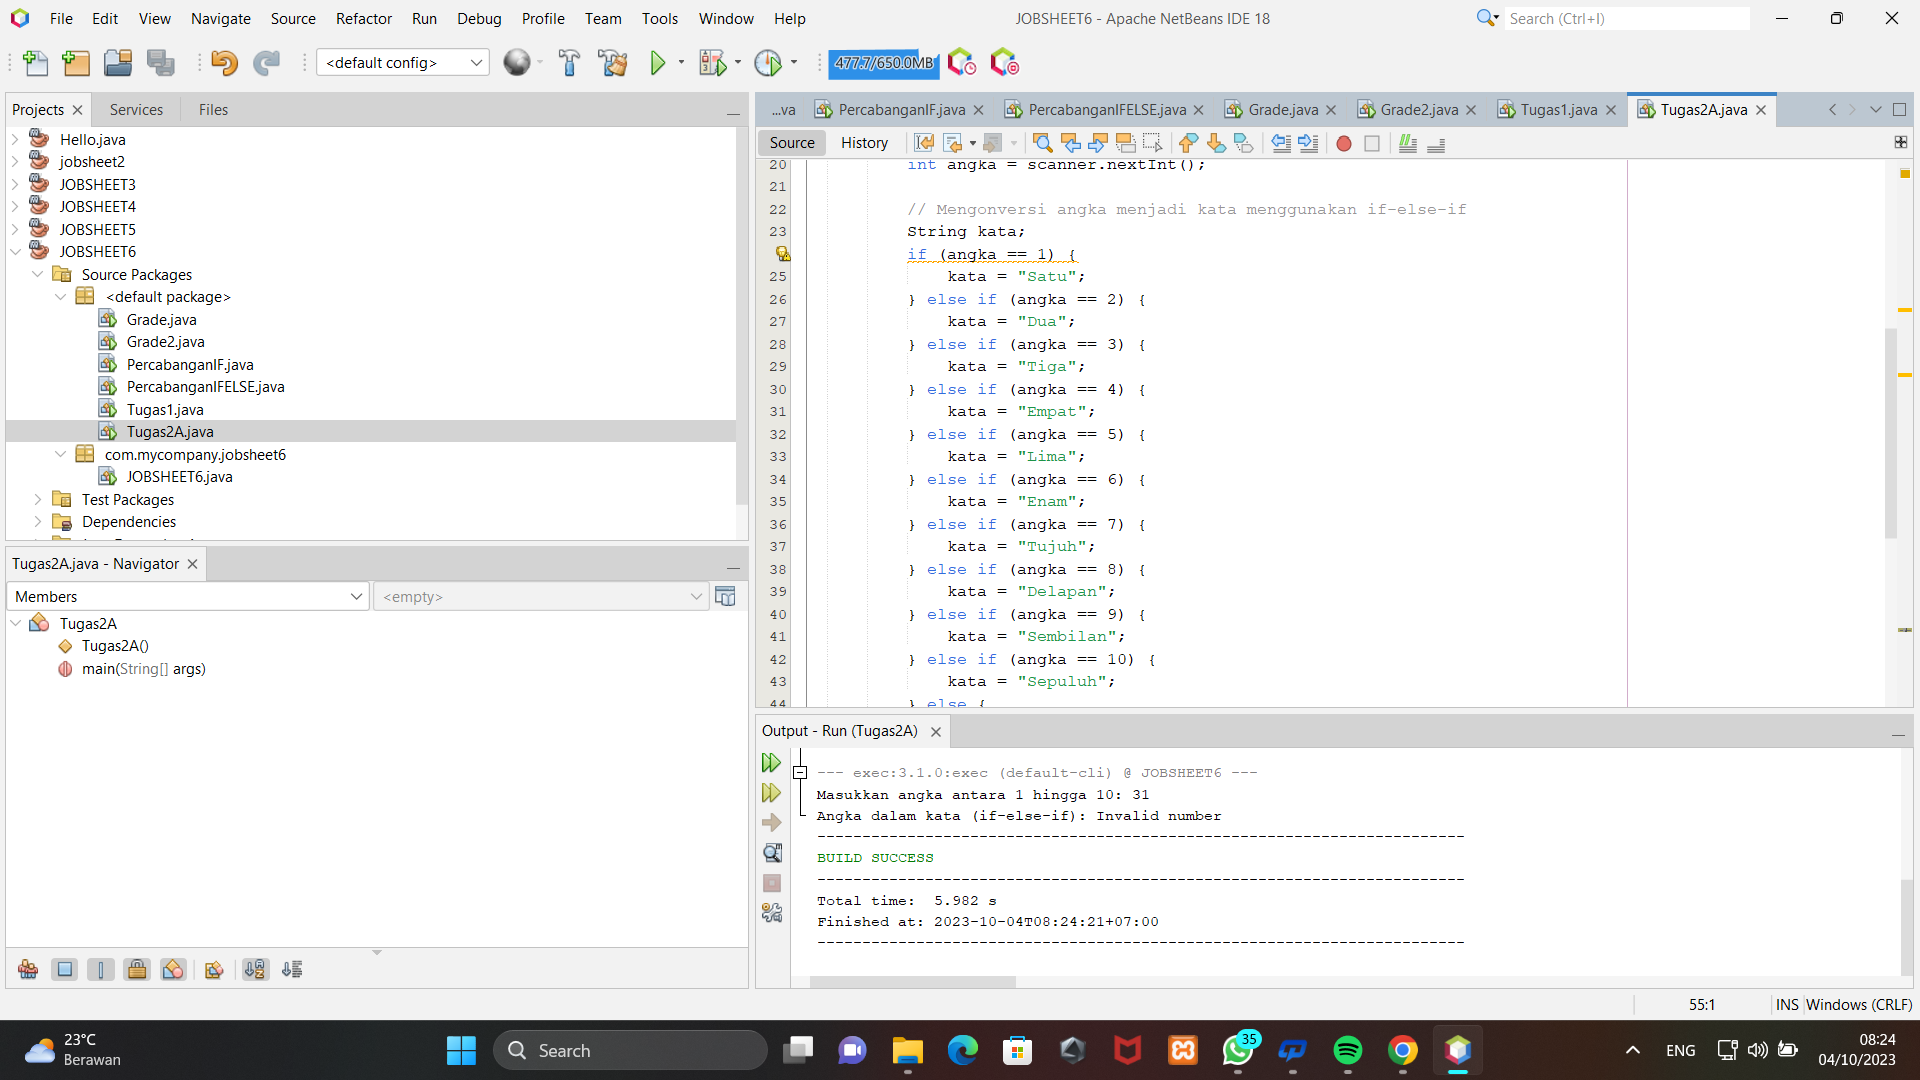 File Edit View Navigate Source Refactor Run Debug Profile Team Tools Window Help
JOBSHEET6 - Apache NetBeans IDE 18
Search (Ctrl+I)
<default config>
477.7/650.0MB
Projects Services Files
Hello.java
jobsheet2
JOBSHEET3
JOBSHEET4
JOBSHEET5
JOBSHEET6
Source Packages
<default package>
Grade.java
Grade2.java
PercabanganIF.java
PercabanganIFELSE.java
Tugas1.java
Tugas2A.java
com.mycompany.jobsheet6
JOBSHEET6.java
Test Packages
Dependencies
Tugas2A.java - Navigator
Members
<empty>
Tugas2A
Tugas2A()
main(String[] args)
...va PercabanganIF.java PercabanganIFELSE.java Grade.java Grade2.java Tugas1.java Tugas2A.java
Source History
20 int angka = scanner.nextInt();
21
22 // Mengonversi angka menjadi kata menggunakan if-else-if
23 String kata;
if (angka == 1) {
25 kata = "Satu";
26 } else if (angka == 2) {
27 kata = "Dua";
28 } else if (angka == 3) {
29 kata = "Tiga";
30 } else if (angka == 4) {
31 kata = "Empat";
32 } else if (angka == 5) {
33 kata = "Lima";
34 } else if (angka == 6) {
35 kata = "Enam";
36 } else if (angka == 7) {
37 kata = "Tujuh";
38 } else if (angka == 8) {
39 kata = "Delapan";
40 } else if (angka == 9) {
41 kata = "Sembilan";
42 } else if (angka == 10) {
43 kata = "Sepuluh";
44 } else {
Output - Run (Tugas2A)
--- exec:3.1.0:exec (default-cli) @ JOBSHEET6 ---
Masukkan angka antara 1 hingga 10: 31
Angka dalam kata (if-else-if): Invalid number
------------------------------------------------------------------------
BUILD SUCCESS
------------------------------------------------------------------------
Total time:  5.982 s
Finished at: 2023-10-04T08:24:21+07:00
------------------------------------------------------------------------
55:1 INS Windows (CRLF)
23°C
Berawan
Search
35
ENG
08:24
04/10/2023